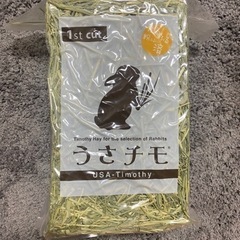 1st cut
Timothy Hay for the selection of Rabbits
うさチモ®
USA-Timothy